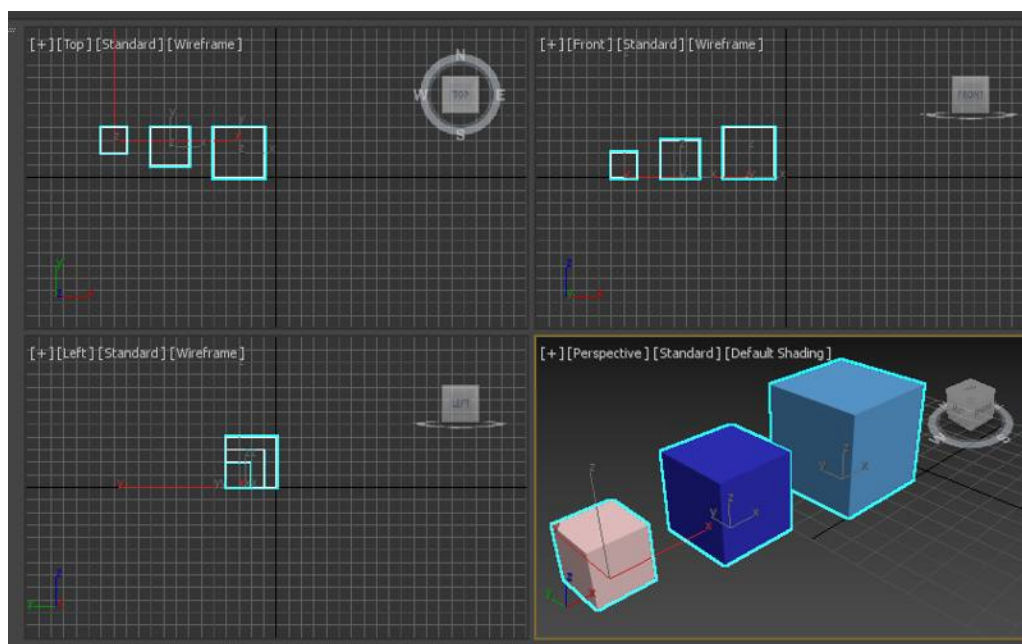 [+] [Top] [Standard] [Wireframe]
N
W TOP E
S
[+] [Front] [Standard] [Wireframe]
FRONT
[+] [Left] [Standard] [Wireframe]
LEFT
[+] [Perspective] [Standard] [Default Shading]